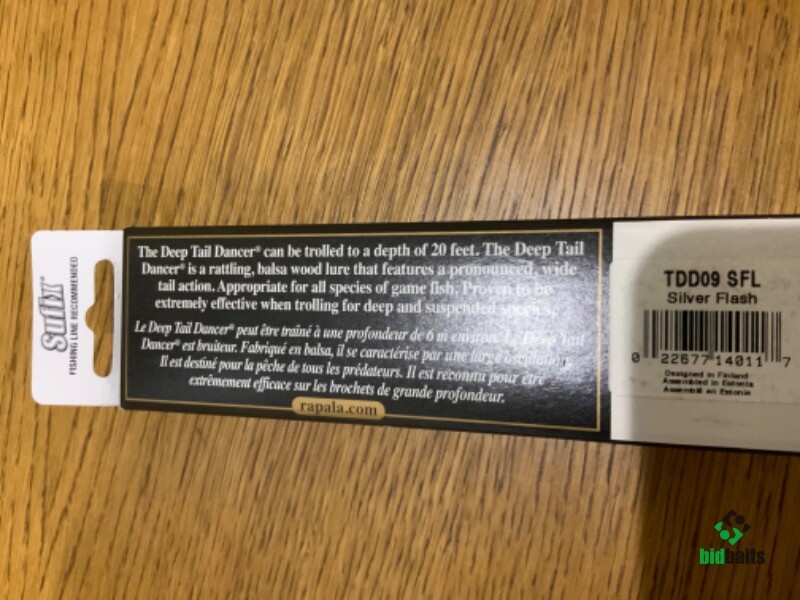 Sufix®
FISHING LINE RECOMMENDED
The Deep Tail Dancer® can be trolled to a depth of 20 feet. The Deep Tail
Dancer® is a rattling, balsa wood lure that features a pronounced, wide
tail action. Appropriate for all species of game fish. Proven to be
extremely effective when trolling for deep and suspended species.
Le Deep Tail Dancer® peut être traîné à une profondeur de 6 m environ. Le Deep Tail
Dancer® est bruiteur. Fabriqué en balsa, il se caractérise par une large
Il est destiné pour la pêche de tous les prédateurs. Il est reconnu pour être
extrêmement efficace sur les brochets de grande profondeur.
rapala.com
TDD09 SFL
Silver Flash
0 22677 14011 7
Designed in Finland
Assembled in Estonia
Assemblé en Estonie
bidbaits